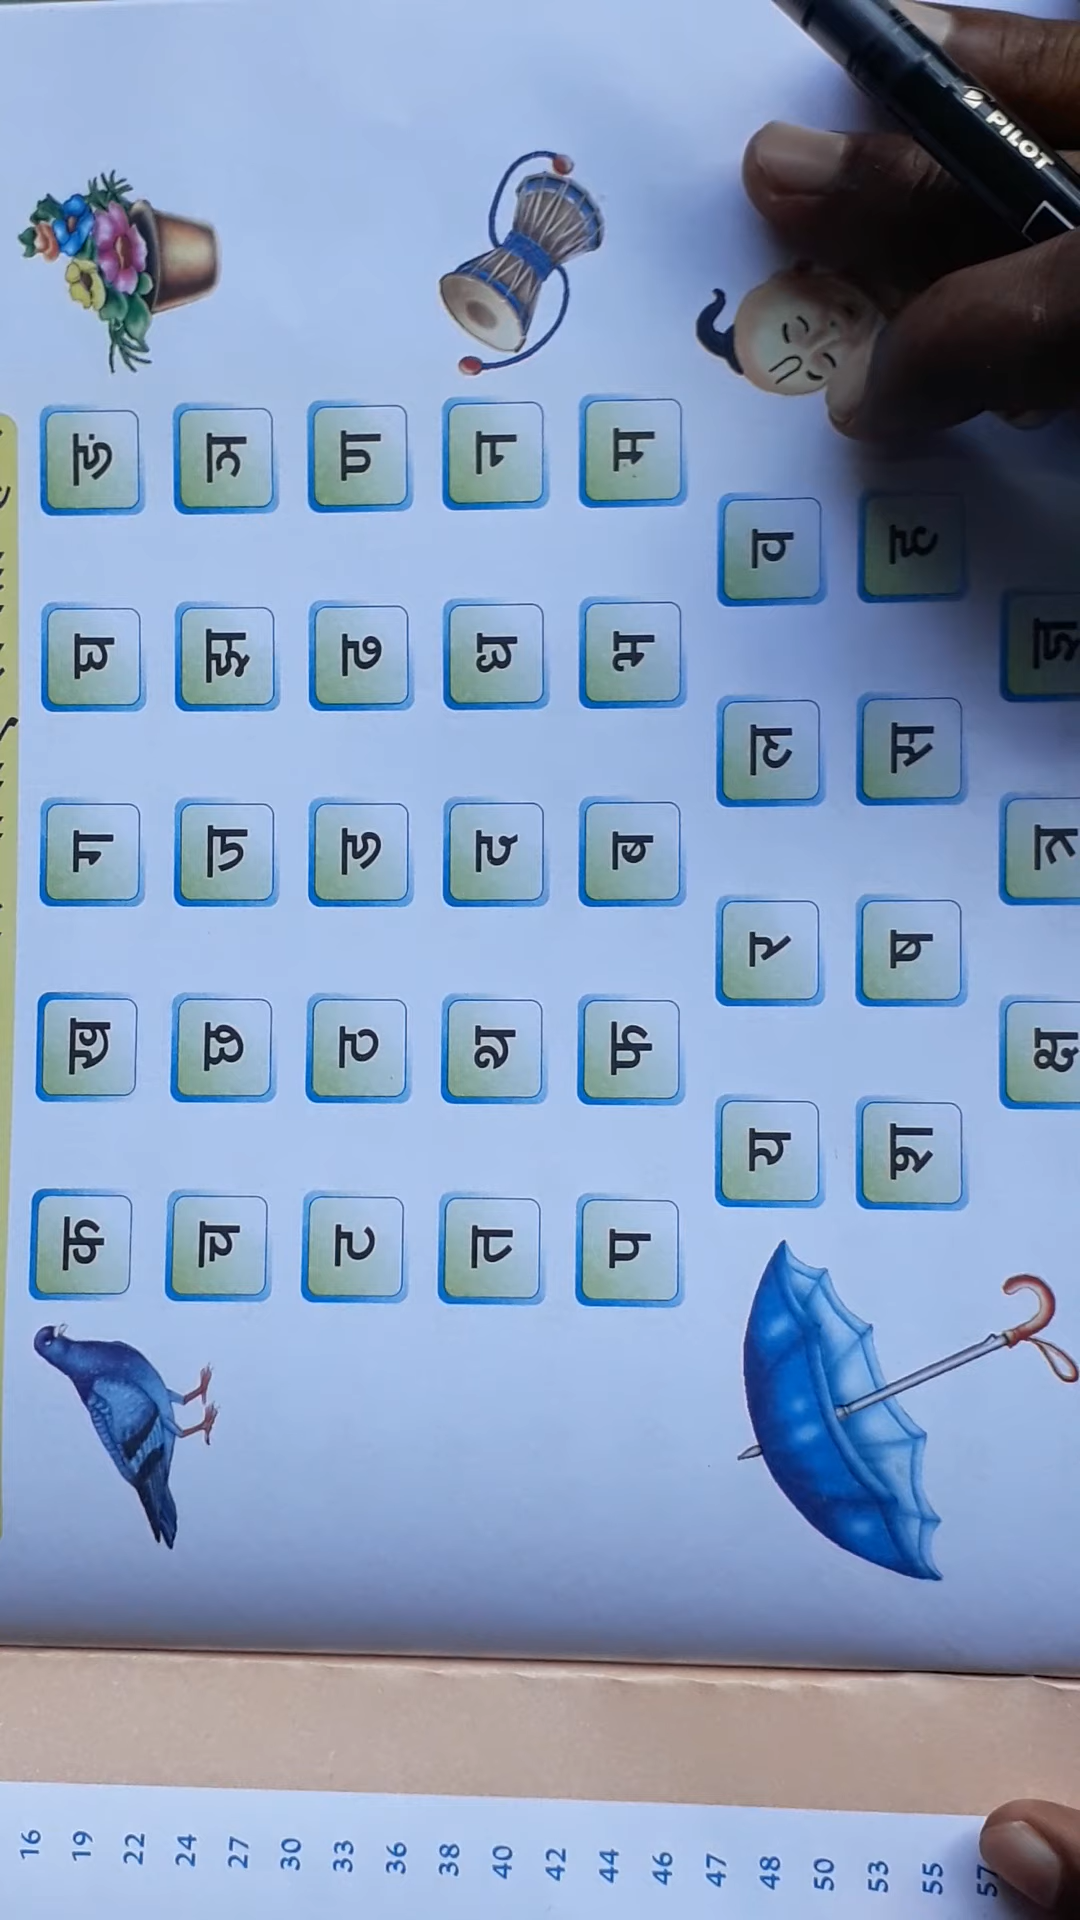 क ख ग घ ङ
च छ ज झ ञ
ट ठ ड ढ ण
त थ द ध न
प फ ब भ म
य र ल व
श ष स ह
क्ष त्र ज्ञ
PILOT
16
19
22
24
27
30
33
36
38
40
42
44
46
47
48
50
53
55
57